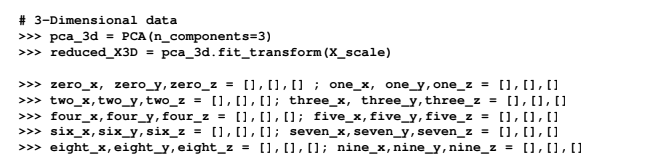 # 3-Dimensional data
>>> pca_3d = PCA(n_components=3)
>>> reduced_X3D = pca_3d.fit_transform(X_scale)
>>> zero_x, zero_y,zero_z = [],[],[] ; one_x, one_y,one_z = [],[],[]
>>> two_x,two_y,two_z = [],[],[]; three_x, three_y,three_z = [],[],[]
>>> four_x,four_y,four_z = [],[],[]; five_x,five_y,five_z = [],[],[]
>>> six_x,six_y,six_z = [],[],[]; seven_x,seven_y,seven_z = [],[],[]
>>> eight_x,eight_y,eight_z = [],[],[]; nine_x,nine_y,nine_z = [],[],[]